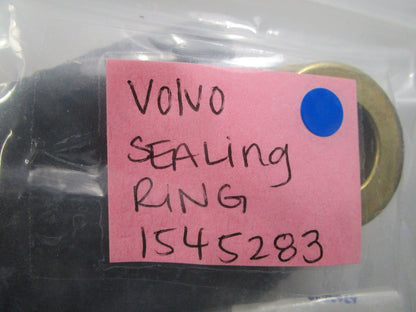 Volvo
SEALing
RiNG
1545283